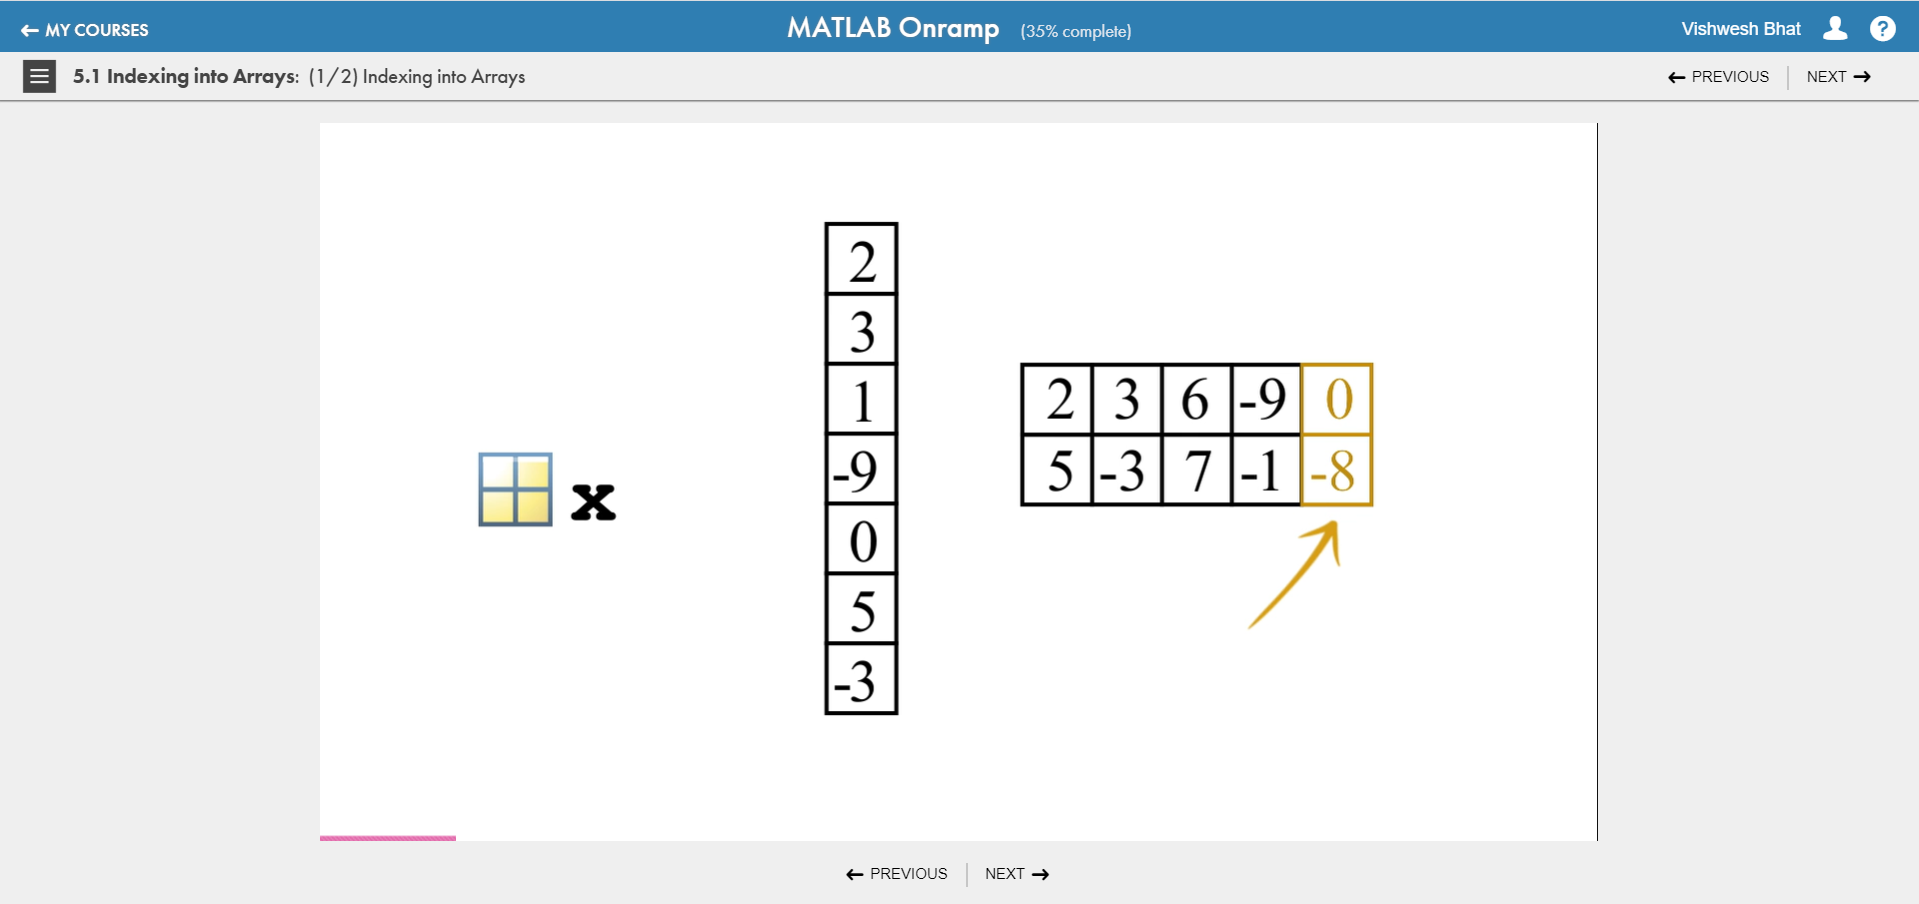 MY COURSES
MATLAB Onramp (35% complete)
Vishwesh Bhat
?
5.1 Indexing into Arrays: (1/2) Indexing into Arrays
PREVIOUS
NEXT
x
2
3
1
-9
0
5
-3
2 3 6 -9 0
5 -3 7 -1 -8
PREVIOUS
NEXT